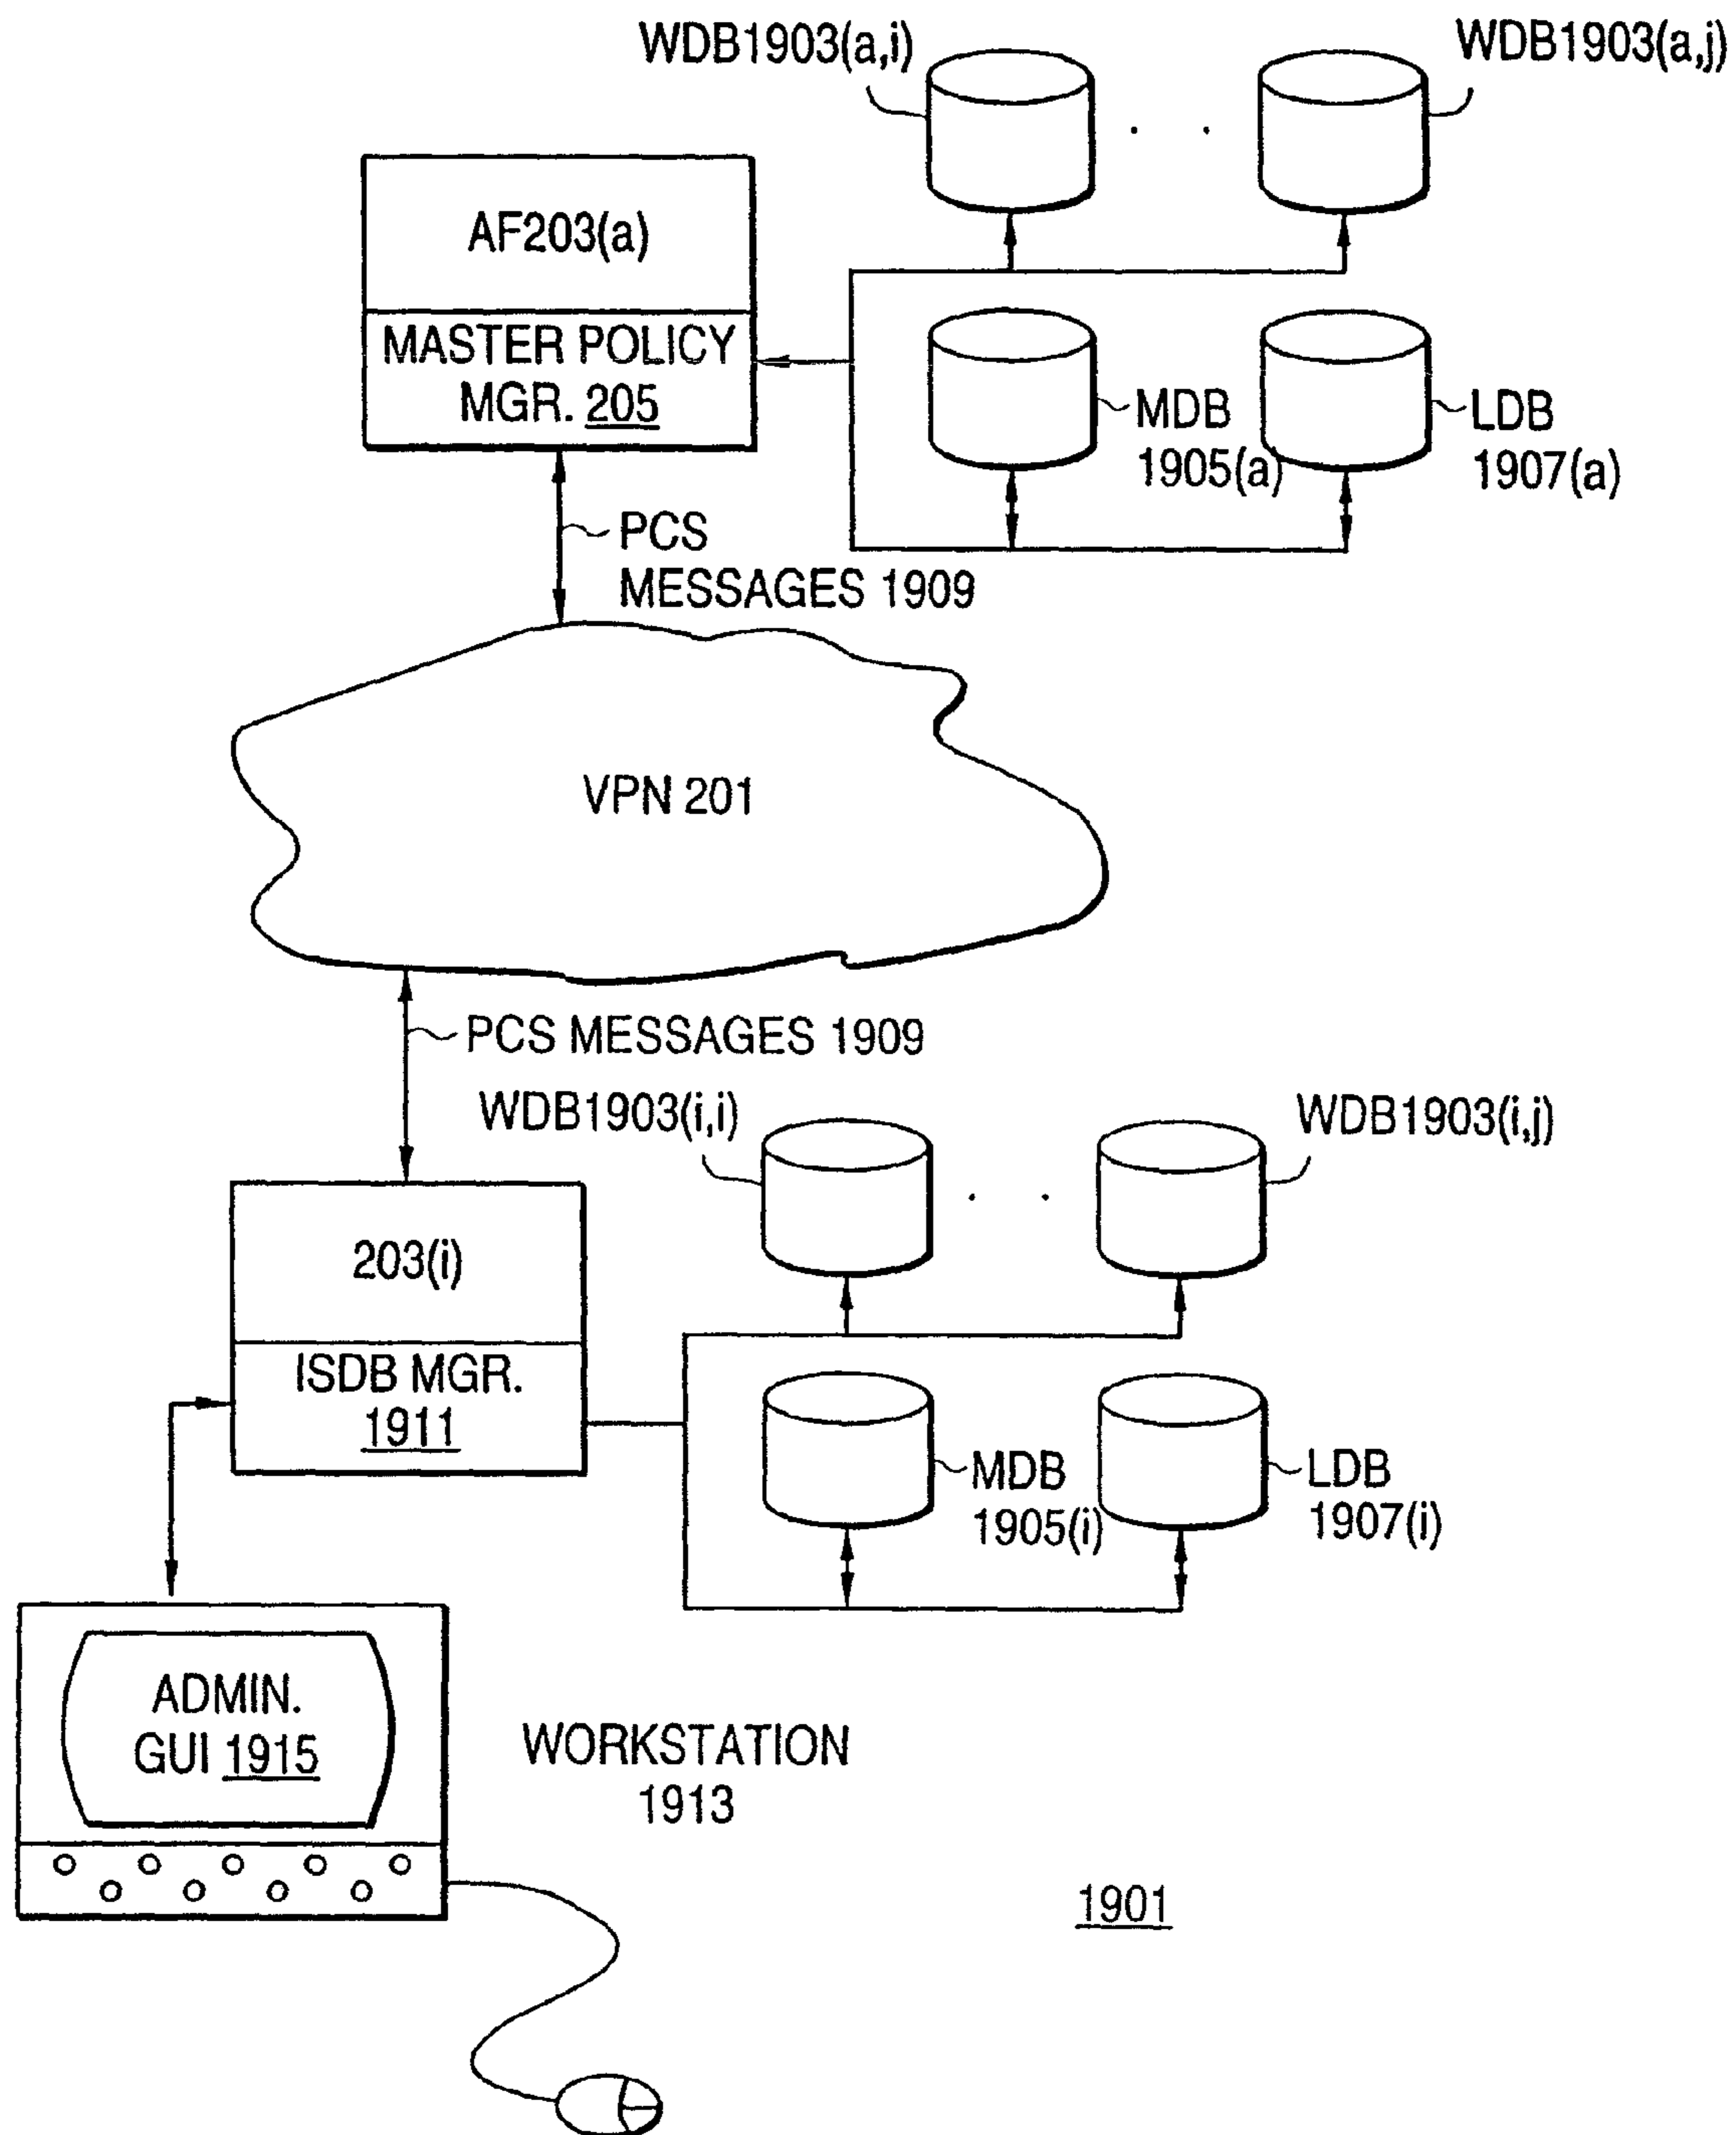 WDB1903(a,i)
WDB1903(a,j)
AF203(a)
MASTER POLICY
MGR. 205
MDB
1905(a)
LDB
1907(a)
PCS
MESSAGES 1909
VPN 201
PCS MESSAGES 1909
WDB1903(i,i)
WDB1903(i,j)
203(i)
ISDB MGR.
1911
MDB
1905(i)
LDB
1907(i)
ADMIN.
GUI 1915
WORKSTATION
1913
1901